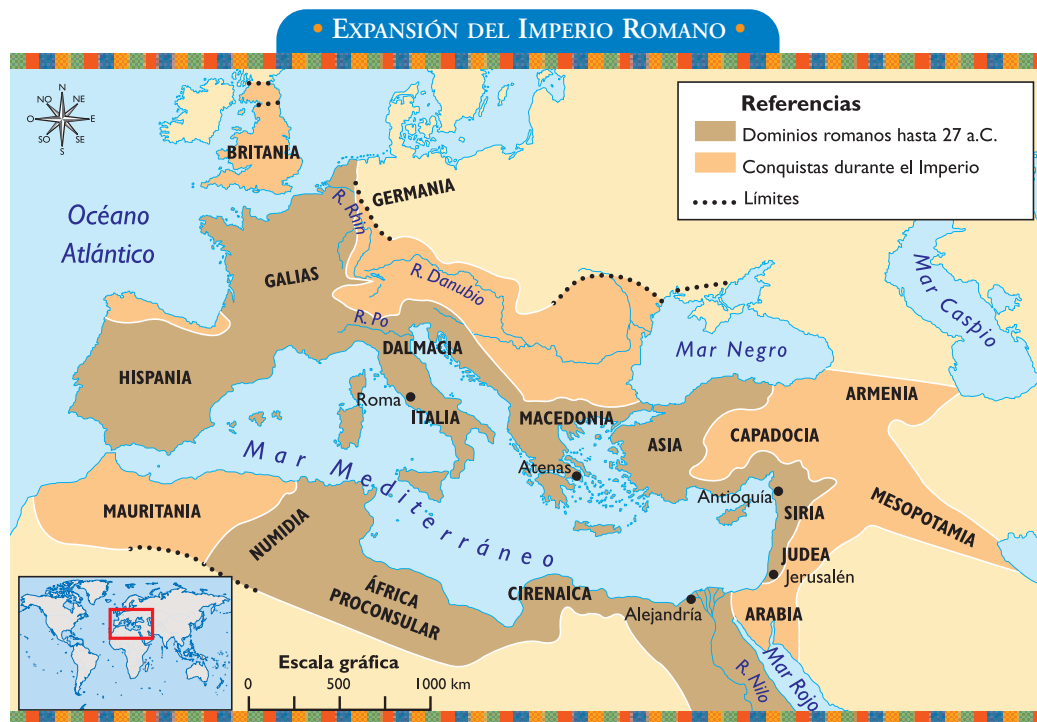 • EXPANSIÓN DEL IMPERIO ROMANO •
N
NO
NE
O
E
SO
SE
S
Referencias
Dominios romanos hasta 27 a.C.
Conquistas durante el Imperio
Límites
BRITANIA
GERMANIA
R. Rhin
Océano
Atlántico
GALIAS
R. Danubio
R. Po
Mar Caspio
Mar Negro
DALMACIA
HISPANIA
Roma
ITALIA
MACEDONIA
ARMENIA
ASIA
CAPADOCIA
Mar Mediterráneo
Atenas
Antioquía
SIRIA
MESOPOTAMIA
MAURITANIA
NUMIDIA
JUDEA
Jerusalén
ÁFRICA
PROCONSULAR
CIRENAICA
Alejandría
ARABIA
R. Nilo
Mar Rojo
Escala gráfica
0 500 1000 km